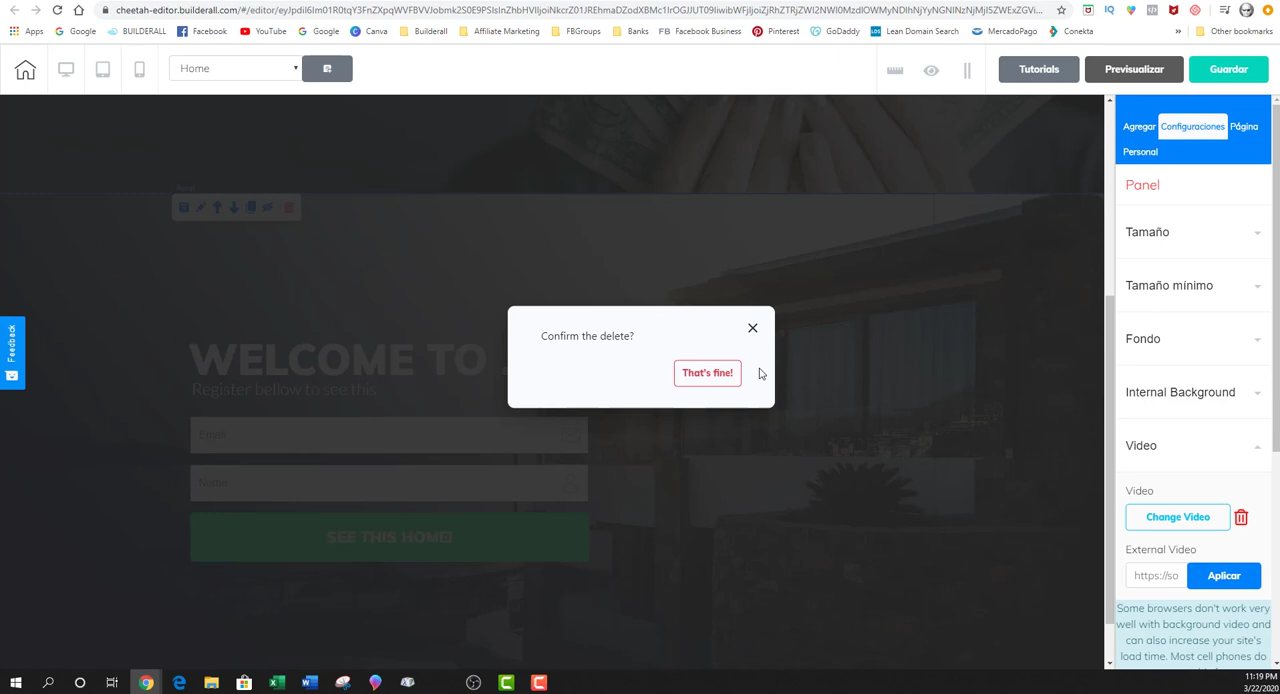 cheetah-editor.builderall.com/#/editor/
Apps Google BUILDERALL Facebook YouTube Google Canva Builderall Affiliate Marketing FBGroups Banks FB Facebook Business Pinterest GoDaddy LDS Lean Domain Search MercadoPago Conekta » Other bookmarks
Home
Tutorials
Previsualizar
Guardar
Agregar Configuraciones Página
Personal
Panel
Tamaño
Tamaño mínimo
Fondo
Internal Background
Video
Video
Change Video
External Video
https://so Aplicar
Some browsers don't work very
well with background video and
can also increase your site's
load time. Most cell phones do
Feedback
WELCOME TO
Register bellow to see this
Email
Nome
SEE THIS HOME!
Confirm the delete?
That's fine!
11:19 PM
3/22/2020